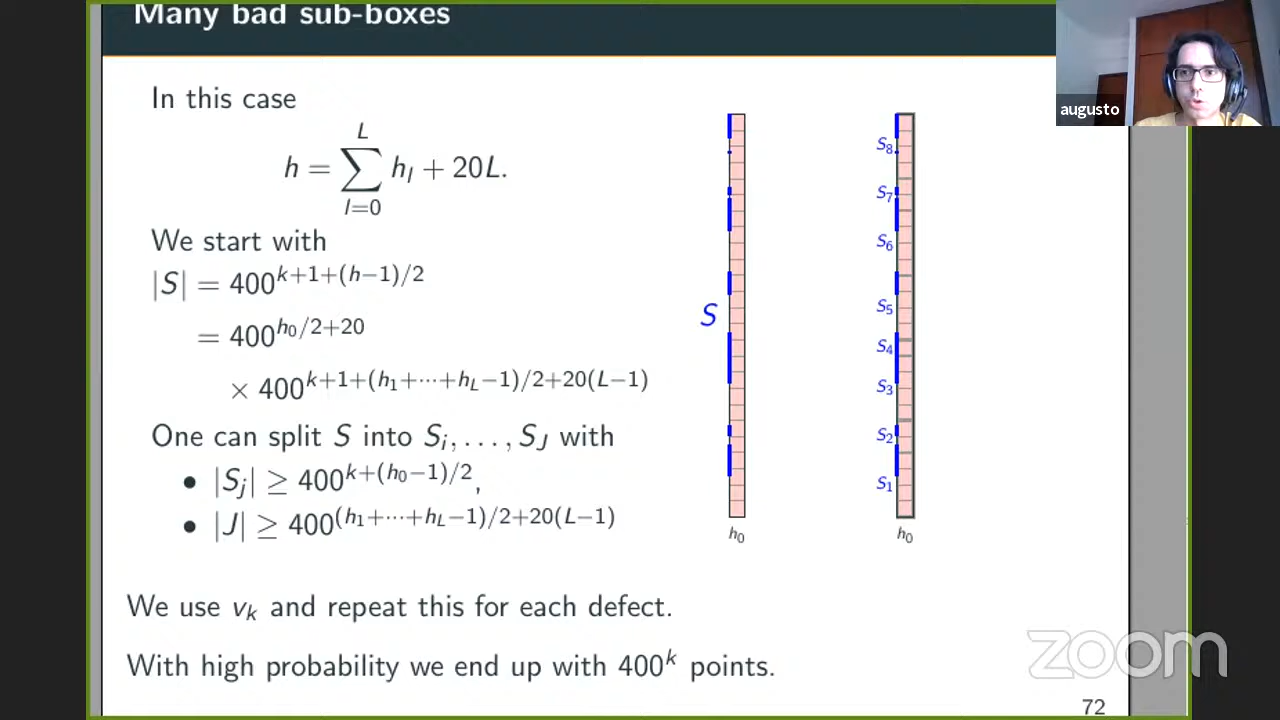 Many bad sub-boxes
augusto
In this case
h = ∑_{l=0}^{L} h_l + 20L.
We start with
|S| = 400^{k+1+(h−1)/2}
= 400^{h_0/2+20}
× 400^{k+1+(h_1+···+h_L−1)/2+20(L−1)}
One can split S into S_i, . . . , S_J with
• |S_j| ≥ 400^{k+(h_0−1)/2},
• |J| ≥ 400^{(h_1+···+h_L−1)/2+20(L−1)}
We use v_k and repeat this for each defect.
With high probability we end up with 400^k points.
S
h_0
S_8
S_7
S_6
S_5
S_4
S_3
S_2
S_1
h_0
zoom
72